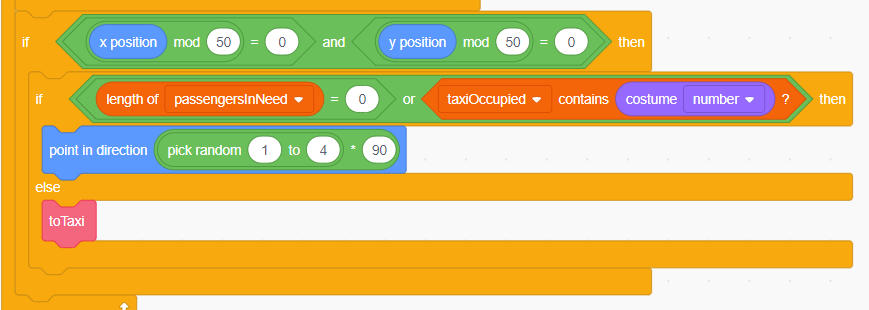 if x position mod 50 = 0 and y position mod 50 = 0 then
if length of passengersInNeed = 0 or taxiOccupied contains costume number ? then
point in direction pick random 1 to 4 * 90
else
toTaxi